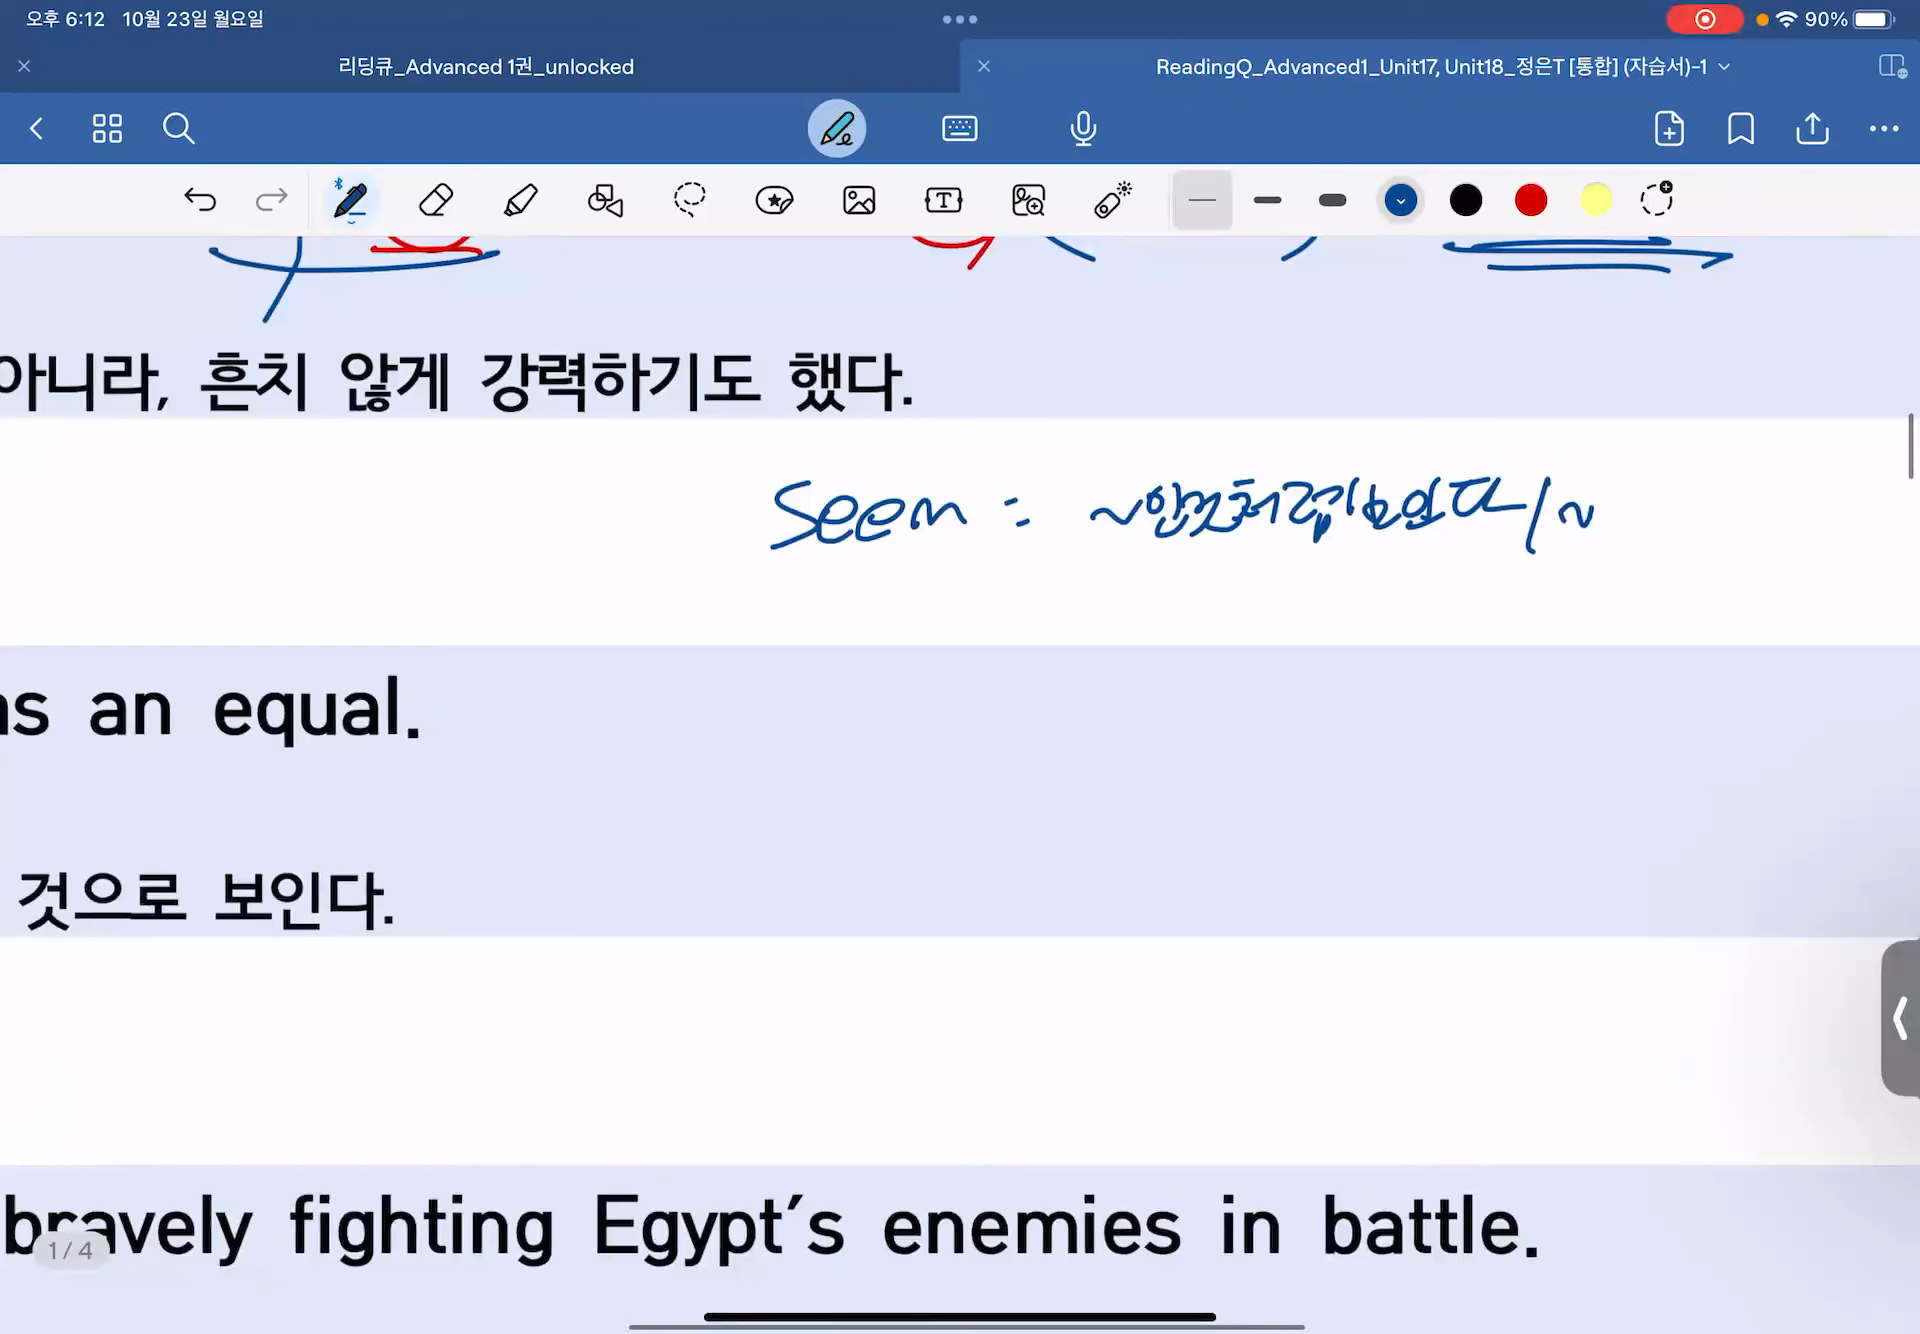 오후 6:12 10월 23일 월요일
90%
리딩큐_Advanced 1권_unlocked
ReadingQ_Advanced1_Unit17, Unit18_정은T [통합] (자습서)-1
아니라, 흔치 않게 강력하기도 했다.
seem = ~인것처럼 보인다/~
as an equal.
것으로 보인다.
bravely fighting Egypt's enemies in battle.
1/4